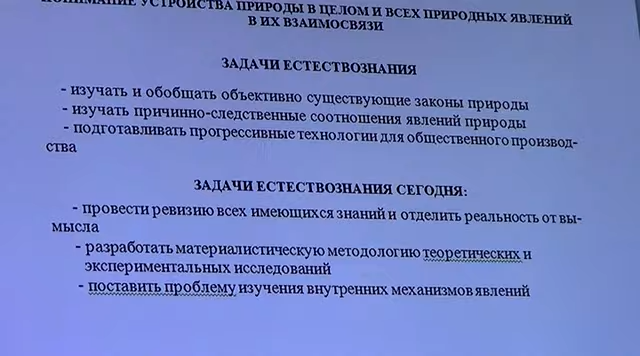 ПОНИМАНИЕ УСТРОЙСТВА ПРИРОДЫ В ЦЕЛОМ И ВСЕХ ПРИРОДНЫХ ЯВЛЕНИЙ
В ИХ ВЗАИМОСВЯЗИ
ЗАДАЧИ ЕСТЕСТВОЗНАНИЯ
- изучать и обобщать объективно существующие законы природы
- изучать причинно-следственные соотношения явлений природы
- подготавливать прогрессивные технологии для общественного производ-
ства
ЗАДАЧИ ЕСТЕСТВОЗНАНИЯ СЕГОДНЯ:
- провести ревизию всех имеющихся знаний и отделить реальность от вы-
мысла
- разработать материалистическую методологию теоретических и
экспериментальных исследований
- поставить проблему изучения внутренних механизмов явлений